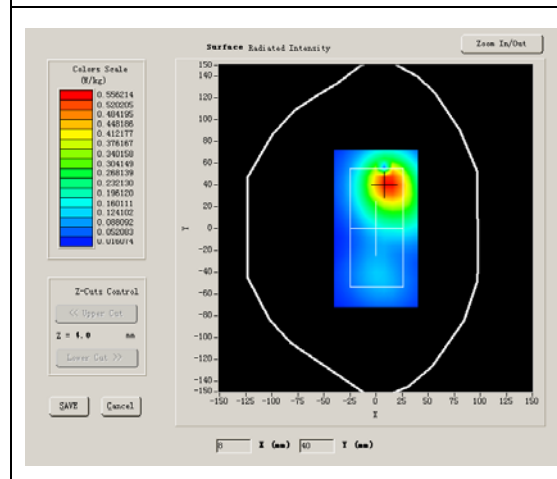 Surface Radiated Intensity
Zoom In/Out
Colors Scale
(W/kg)
0.556214
0.520205
0.484195
0.448186
0.412177
0.376167
0.340158
0.304149
0.268139
0.232130
0.196120
0.160111
0.124102
0.088092
0.052083
0.016074
150
140
120
100
80
60
40
20
0
-20
-40
-60
-80
-100
-120
-140
-150
Y
-150 -125 -100 -75 -50 -25 0 25 50 75 100 125 150
X
Z-Cuts Control
<< Upper Cut
Z = 4.0 mm
Lower Cut >>
SAVE
Cancel
8 X (mm) 40 Y (mm)